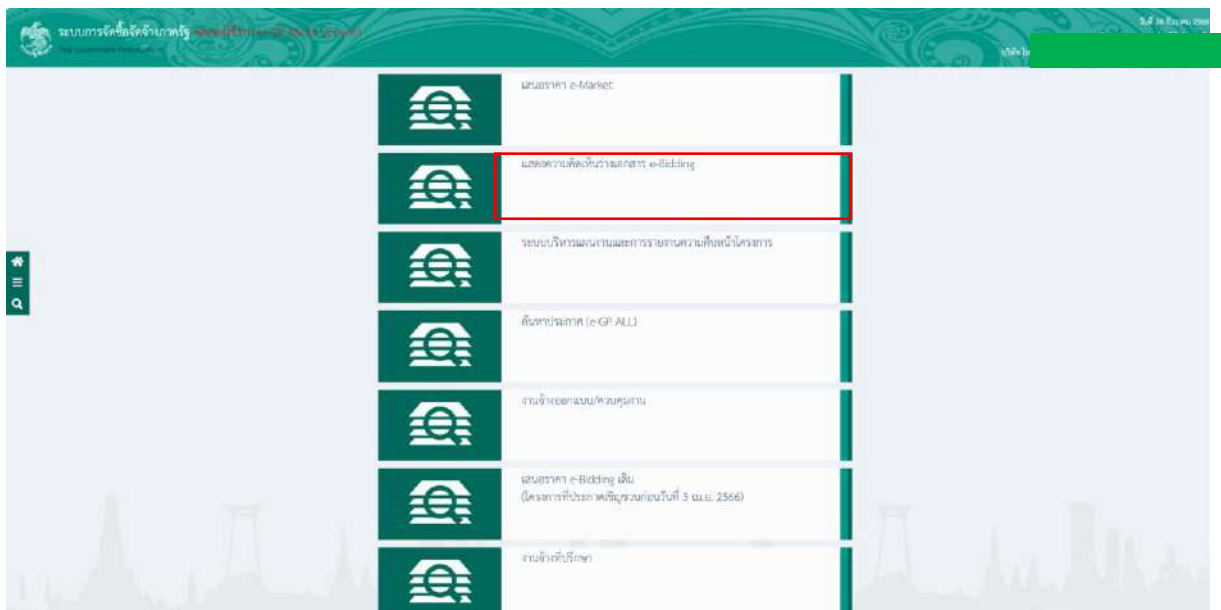 ระบบการจัดซื้อจัดจ้างภาครัฐ
Thai Government Procurement
เสนอราคา e-Market
แสดงความคิดเห็นร่างเอกสาร e-Bidding
ระบบบริหารแผนงานและการรายงานความคืบหน้าโครงการ
ค้นหาประกาศ (e-GP ALL)
งานจ้างออกแบบ/ควบคุมงาน
เสนอราคา e-Bidding เดิม
(โครงการที่ประกาศเชิญชวนก่อนวันที่ 3 เม.ย. 2566)
งานจ้างที่ปรึกษา